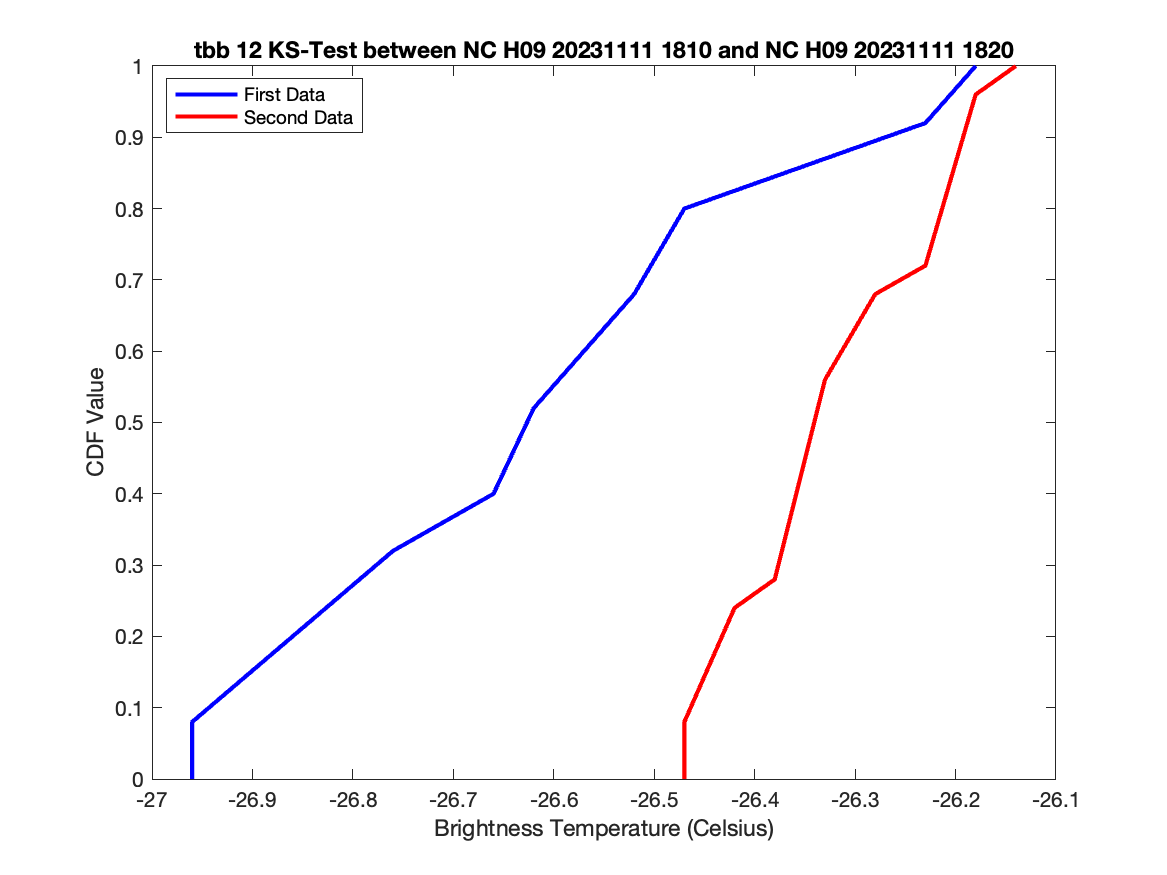 tbb 12 KS-Test between NC H09 20231111 1810 and NC H09 20231111 1820
First Data
Second Data
1
0.9
0.8
0.7
0.6
0.5
0.4
0.3
0.2
0.1
0
CDF Value
-27 -26.9 -26.8 -26.7 -26.6 -26.5 -26.4 -26.3 -26.2 -26.1
Brightness Temperature (Celsius)